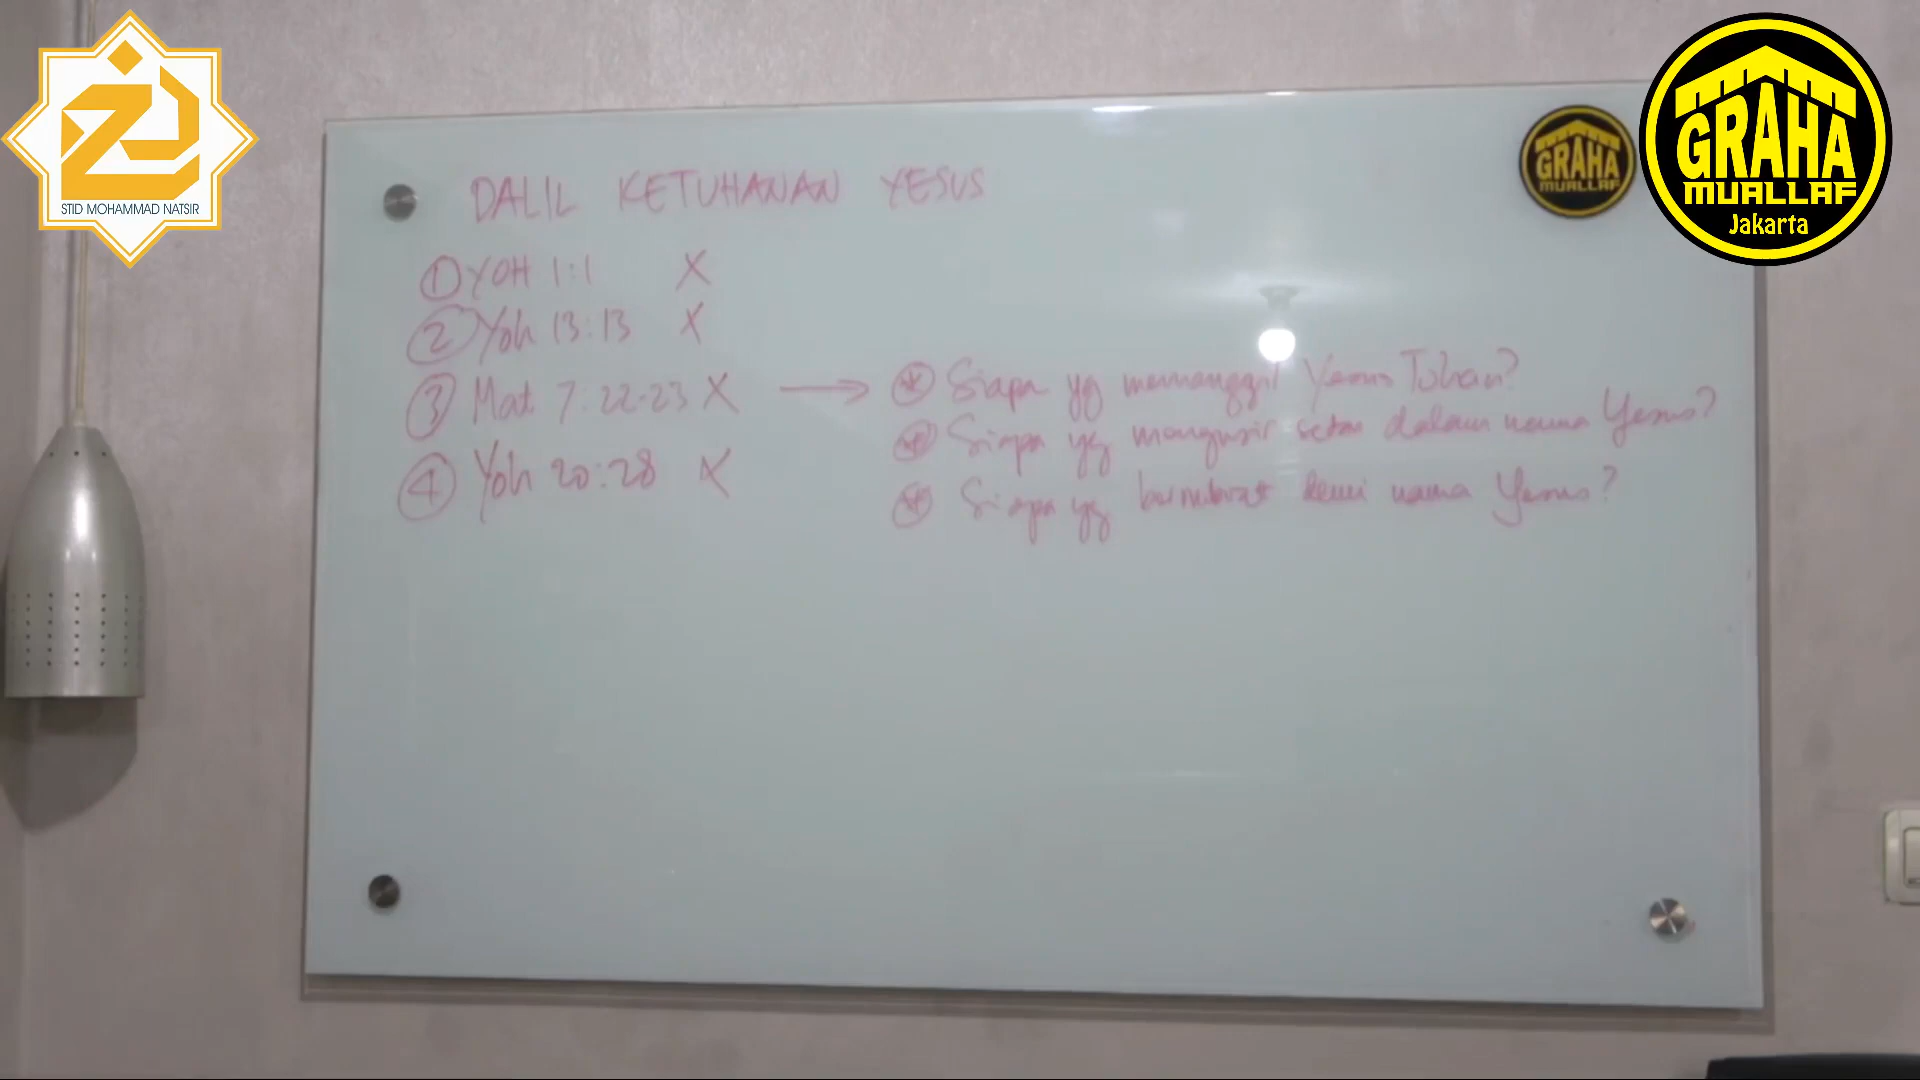 STID MOHAMMAD NATSIR
GRAHA
MUALLAF
Jakarta
GRAHA
MUALLAF
DALIL KETUHANAN YESUS
① YOH 1:1 X
② Yoh 13:13 X
③ Mat 7:22-23 X →
④ Yoh 20:28 X
Siapa yg memanggil Yesus Tuhan?
Siapa yg mengusir setan dalam nama Yesus?
Siapa yg bernubuat demi nama Yesus?